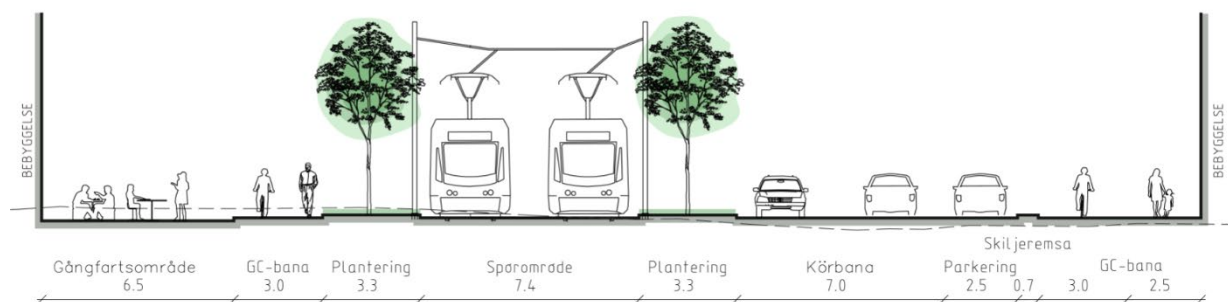 BEBYGGELSE
BEBYGGELSE
Skiljeremsa
Gångfartsområde GC-bana Plantering Spørområde Plantering Körbana Parkering GC-bana
6.5 3.0 3.3 7.4 3.3 7.0 2.5 0.7 3.0 2.5